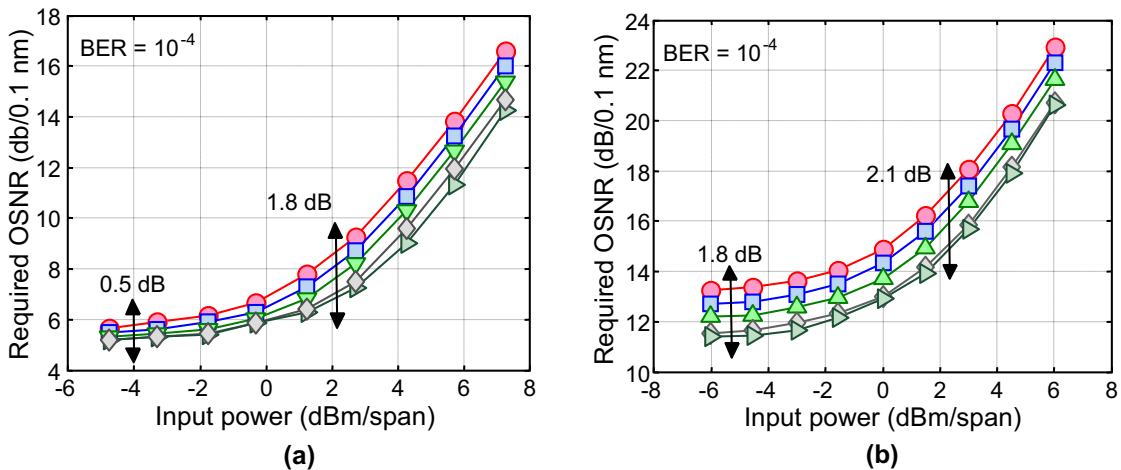 BER = 10⁻⁴
Required OSNR (db/0.1 nm)
18
16
14
12
10
8
6
4
0.5 dB
1.8 dB
-6 -4 -2 0 2 4 6 8
Input power (dBm/span)
(a)
BER = 10⁻⁴
Required OSNR (dB/0.1 nm)
24
22
20
18
16
14
12
10
1.8 dB
2.1 dB
-8 -6 -4 -2 0 2 4 6 8
Input power (dBm/span)
(b)